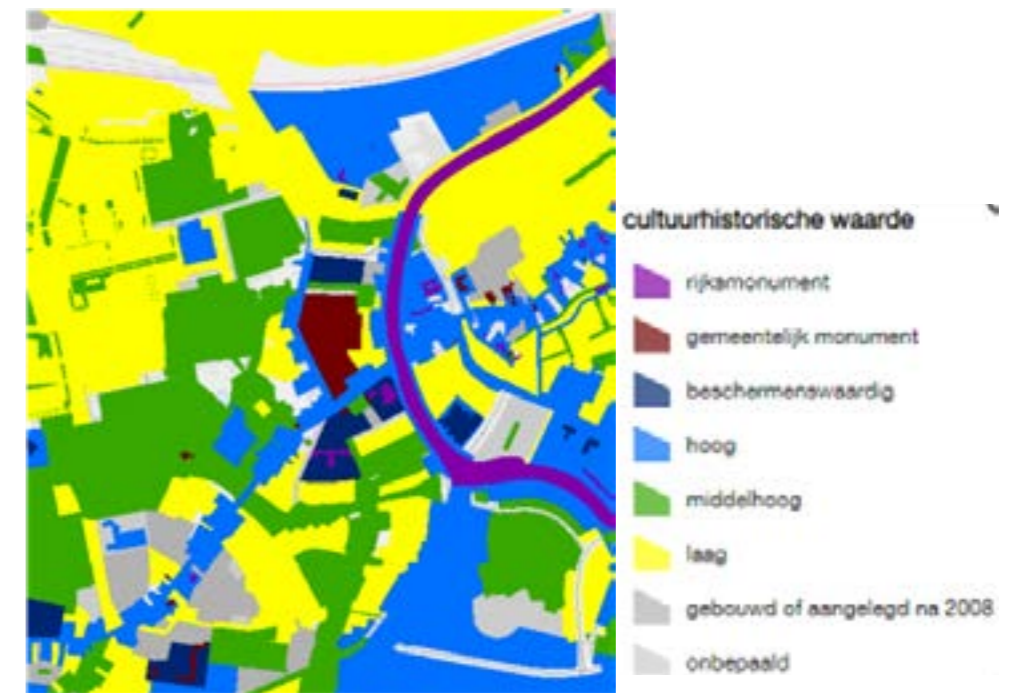 cultuurhistorische waarde
rijksmonument
gemeentelijk monument
beschermenswaardig
hoog
middelhoog
laag
gebouwd of aangelegd na 2008
onbepaald